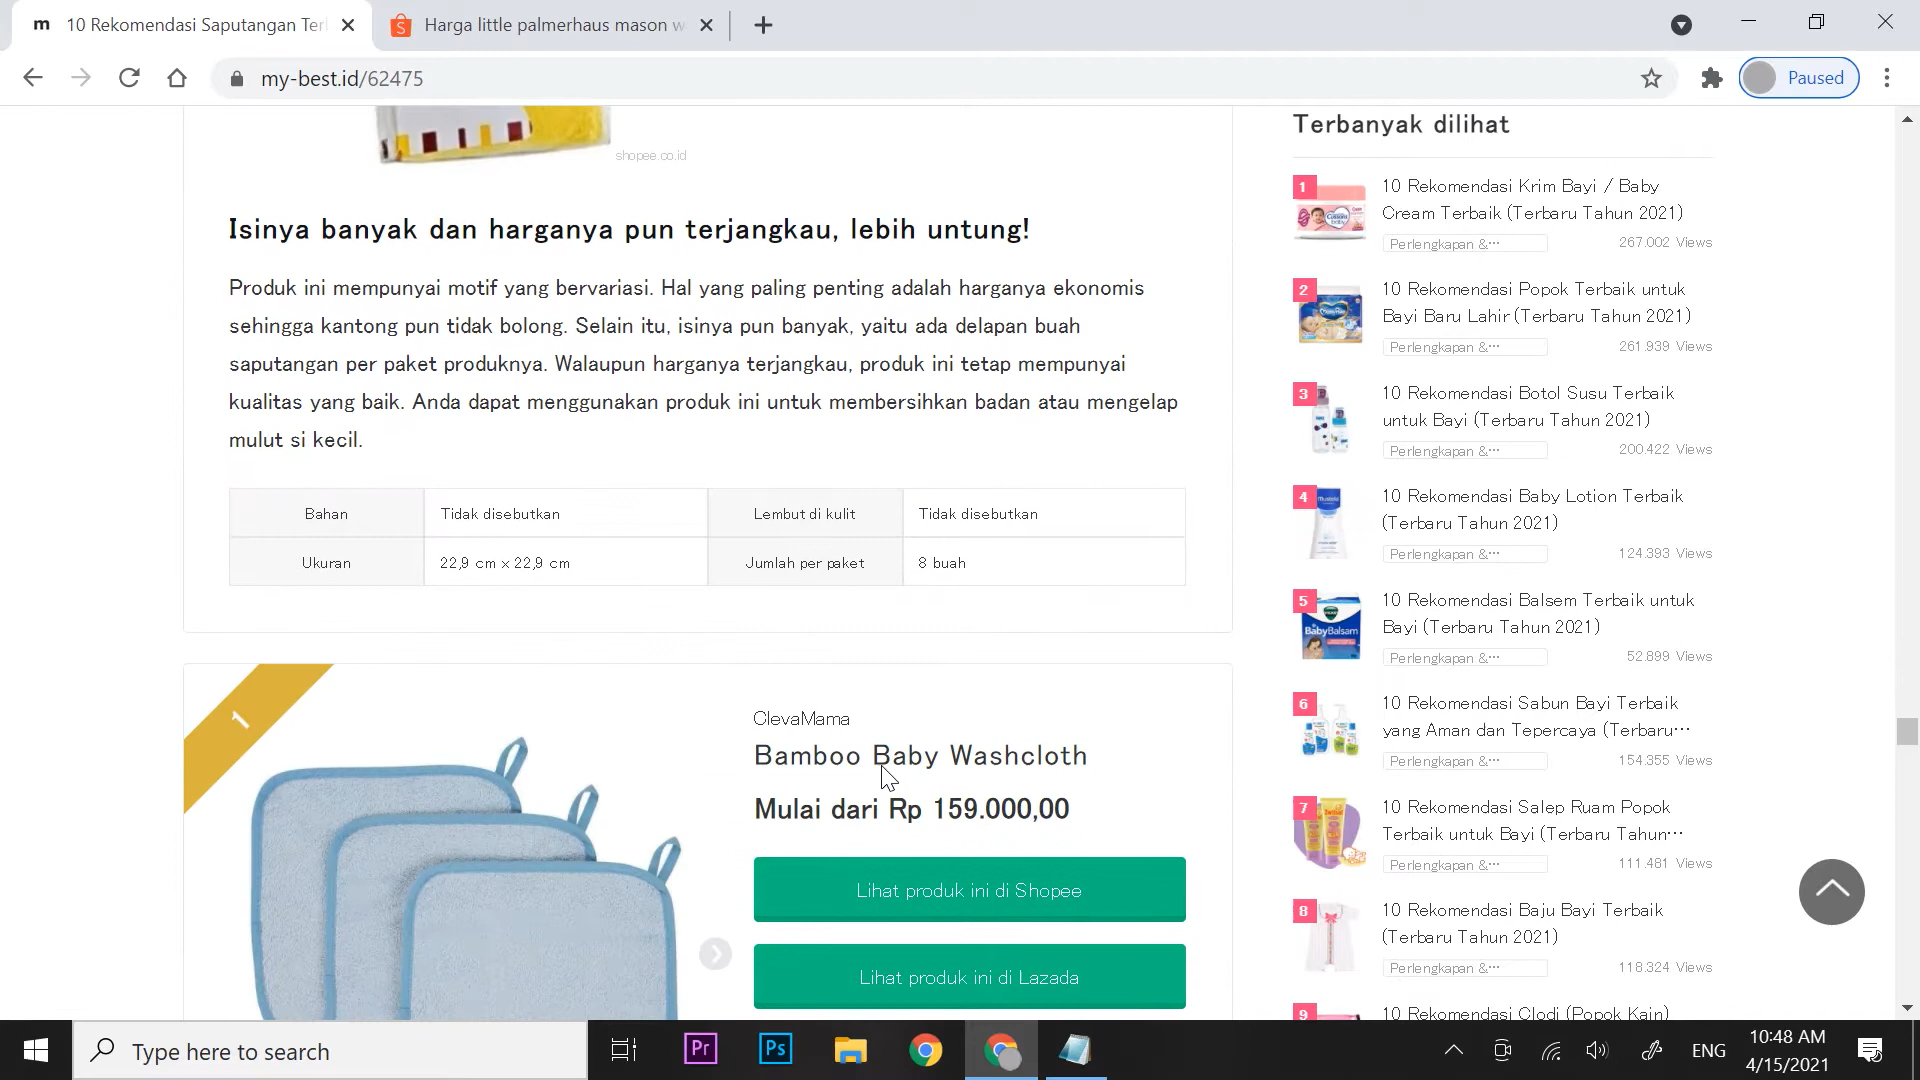 m 10 Rekomendasi Saputangan Ter
Harga little palmerhaus mason w
my-best.id/62475
Paused
shopee.co.id
Isinya banyak dan harganya pun terjangkau, lebih untung!
Produk ini mempunyai motif yang bervariasi. Hal yang paling penting adalah harganya ekonomis
sehingga kantong pun tidak bolong. Selain itu, isinya pun banyak, yaitu ada delapan buah
saputangan per paket produknya. Walaupun harganya terjangkau, produk ini tetap mempunyai
kualitas yang baik. Anda dapat menggunakan produk ini untuk membersihkan badan atau mengelap
mulut si kecil.
Bahan Tidak disebutkan Lembut di kulit Tidak disebutkan
Ukuran 22,9 cm x 22,9 cm Jumlah per paket 8 buah
1
ClevaMama
Bamboo Baby Washcloth
Mulai dari Rp 159.000,00
Lihat produk ini di Shopee
Lihat produk ini di Lazada
Terbanyak dilihat
1
10 Rekomendasi Krim Bayi / Baby
Cream Terbaik (Terbaru Tahun 2021)
Perlengkapan &… 267.002 Views
2
10 Rekomendasi Popok Terbaik untuk
Bayi Baru Lahir (Terbaru Tahun 2021)
Perlengkapan &… 261.939 Views
3
10 Rekomendasi Botol Susu Terbaik
untuk Bayi (Terbaru Tahun 2021)
Perlengkapan &… 200.422 Views
4
10 Rekomendasi Baby Lotion Terbaik
(Terbaru Tahun 2021)
Perlengkapan &… 124.393 Views
5
BabyBalsam
10 Rekomendasi Balsem Terbaik untuk
Bayi (Terbaru Tahun 2021)
Perlengkapan &… 52.899 Views
6
10 Rekomendasi Sabun Bayi Terbaik
yang Aman dan Tepercaya (Terbaru…
Perlengkapan &… 154.355 Views
7
10 Rekomendasi Salep Ruam Popok
Terbaik untuk Bayi (Terbaru Tahun…
Perlengkapan &… 111.481 Views
8
10 Rekomendasi Baju Bayi Terbaik
(Terbaru Tahun 2021)
Perlengkapan &… 118.324 Views
9
10 Rekomendasi Clodi (Popok Kain)
Type here to search
Pr
Ps
ENG
10:48 AM
4/15/2021